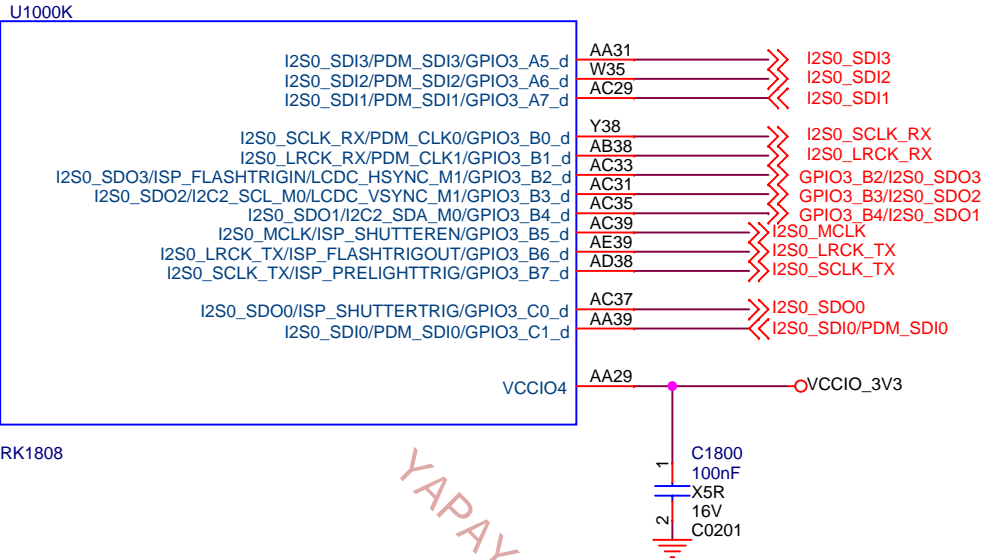 U1000K
I2S0_SDI3/PDM_SDI3/GPIO3_A5_d AA31 I2S0_SDI3
I2S0_SDI2/PDM_SDI2/GPIO3_A6_d W35 I2S0_SDI2
I2S0_SDI1/PDM_SDI1/GPIO3_A7_d AC29 I2S0_SDI1
I2S0_SCLK_RX/PDM_CLK0/GPIO3_B0_d Y38 I2S0_SCLK_RX
I2S0_LRCK_RX/PDM_CLK1/GPIO3_B1_d AB38 I2S0_LRCK_RX
I2S0_SDO3/ISP_FLASHTRIGIN/LCDC_HSYNC_M1/GPIO3_B2_d AC33 GPIO3_B2/I2S0_SDO3
I2S0_SDO2/I2C2_SCL_M0/LCDC_VSYNC_M1/GPIO3_B3_d AC31 GPIO3_B3/I2S0_SDO2
I2S0_SDO1/I2C2_SDA_M0/GPIO3_B4_d AC35 GPIO3_B4/I2S0_SDO1
I2S0_MCLK/ISP_SHUTTEREN/GPIO3_B5_d AC39 I2S0_MCLK
I2S0_LRCK_TX/ISP_FLASHTRIGOUT/GPIO3_B6_d AE39 I2S0_LRCK_TX
I2S0_SCLK_TX/ISP_PRELIGHTTRIG/GPIO3_B7_d AD38 I2S0_SCLK_TX
I2S0_SDO0/ISP_SHUTTERTRIG/GPIO3_C0_d AC37 I2S0_SDO0
I2S0_SDI0/PDM_SDI0/GPIO3_C1_d AA39 I2S0_SDI0/PDM_SDI0
VCCIO4 AA29 VCCIO_3V3
RK1808
C1800
1
100nF
X5R
16V
2
C0201
YAPAY